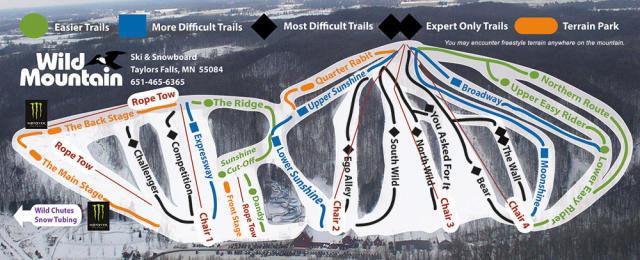 Easier Trails
More Difficult Trails
Most Difficult Trails
Expert Only Trails
Terrain Park
You may encounter freestyle terrain anywhere on the mountain.
Wild
Mountain
Ski & Snowboard
Taylors Falls, MN 55084
651-465-6365
Quarter Rabit
Upper Sunshine
Rope Tow
The Ridge
The Back Stage
Rope Tow
The Main Stage
Challenger
Competition
Expressway
Chair 1
Sunshine
Cut-Off
Front Stage
Rope Tow
Dandy
Lower Sunshine
Ego Alley
Chair 2
South Wild
North Wild
You Asked For It
Chair 3
Bear
The Wall
Chair 4
Moonshine
Broadway
Northern Route
Upper Easy Rider
Lower Easy Rider
Wild Chutes
Snow Tubing